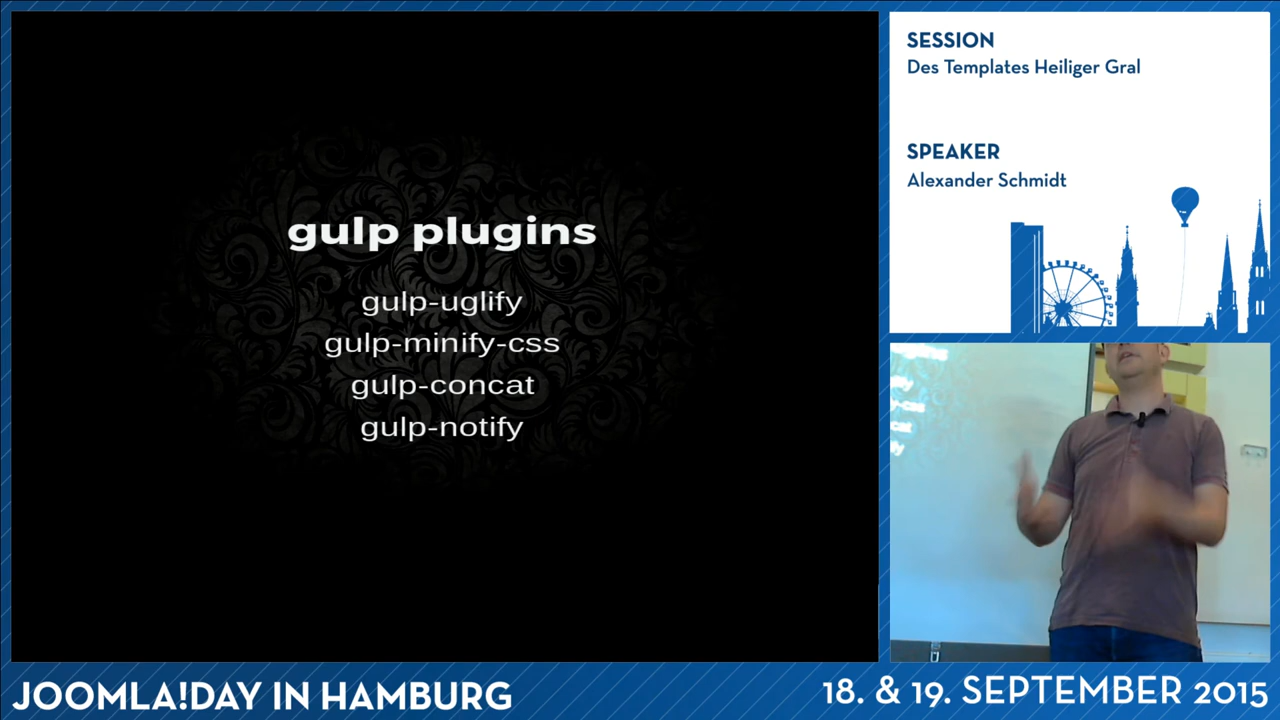 gulp plugins
gulp-uglify
gulp-minify-css
gulp-concat
gulp-notify
SESSION
Des Templates Heiliger Gral
SPEAKER
Alexander Schmidt
JOOMLA!DAY IN HAMBURG
18. & 19. SEPTEMBER 2015